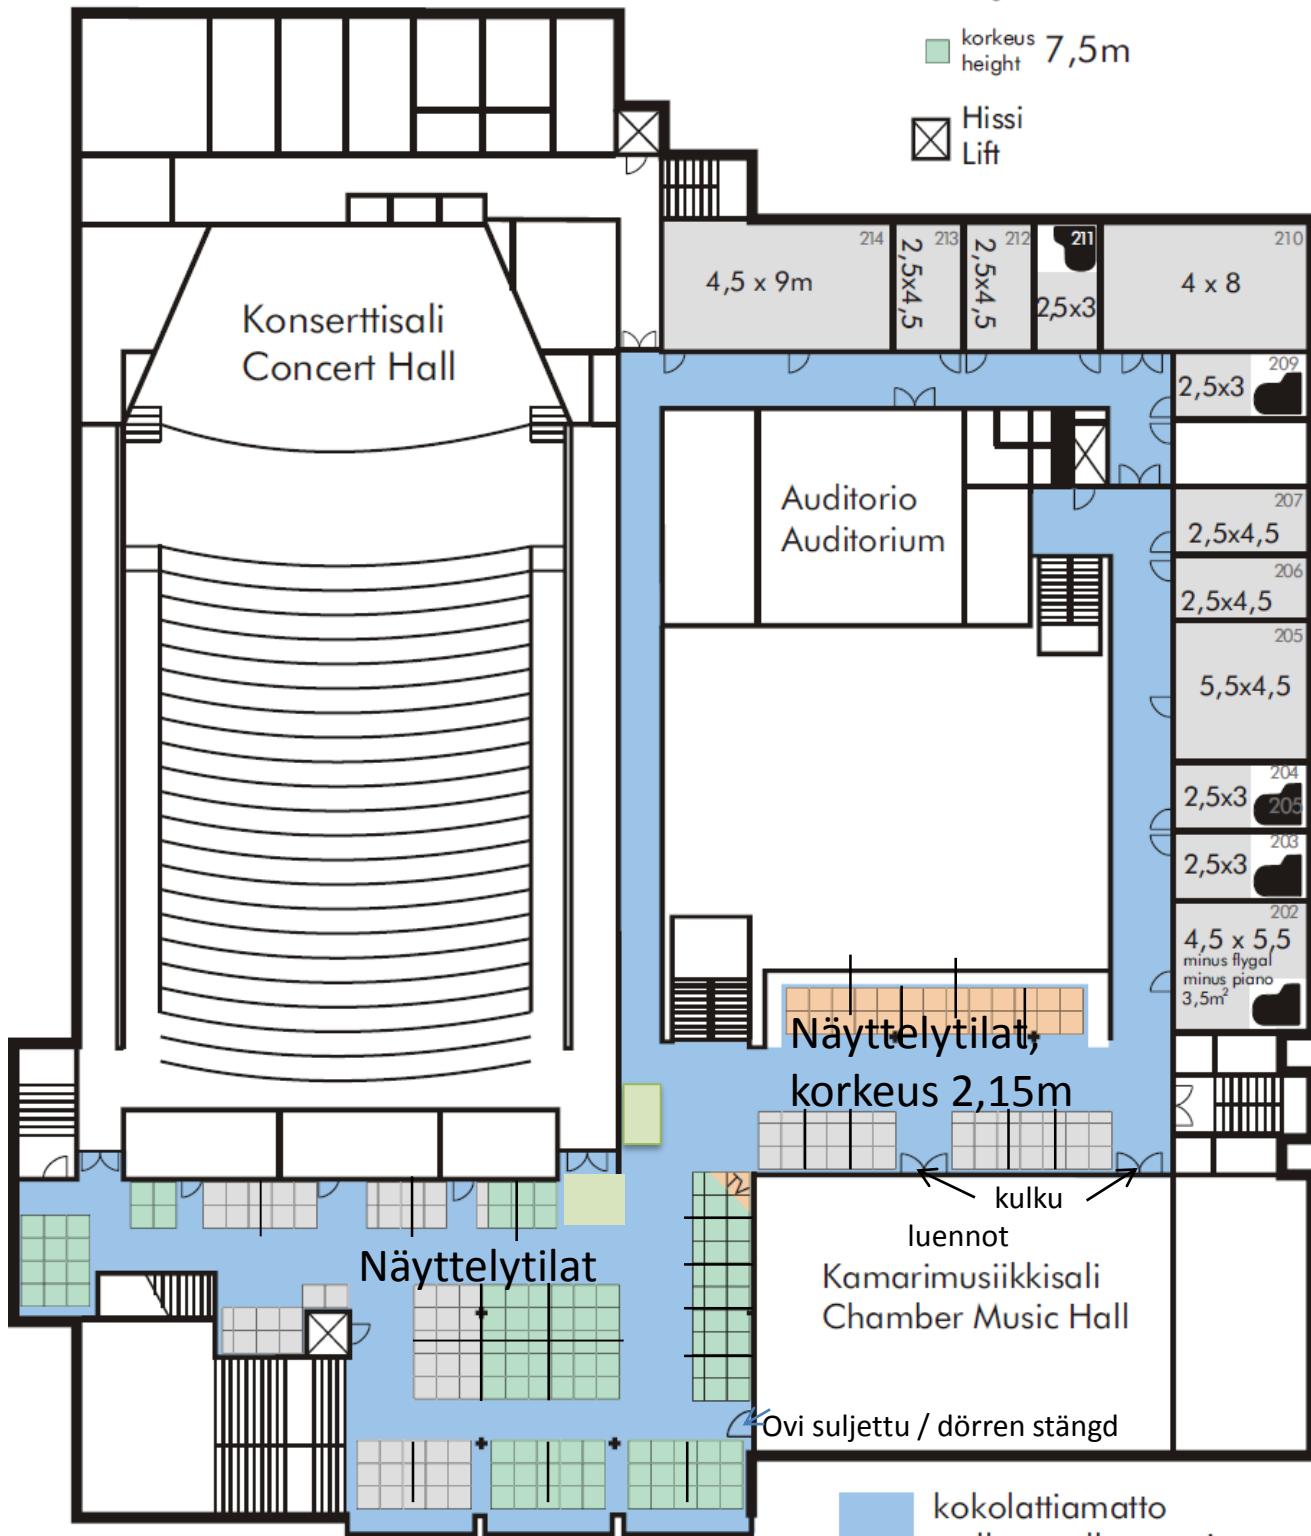 korkeus
height 7,5m
Hissi
Lift
214
4,5 x 9m
213
2,5x4,5
212
2,5x4,5
211
2,5x3
210
4 x 8
209
2,5x3
Konserttisali
Concert Hall
Auditorio
Auditorium
207
2,5x4,5
206
2,5x4,5
205
5,5x4,5
204
2,5x3
205
203
2,5x3
202
4,5 x 5,5
minus flygal
minus piano
3,5m²
Näyttelytilat,
korkeus 2,15m
TV
kulku
luennot
Näyttelytilat
Kamarimusiikkisali
Chamber Music Hall
Ovi suljettu / dörren stängd
kokolattiamatto